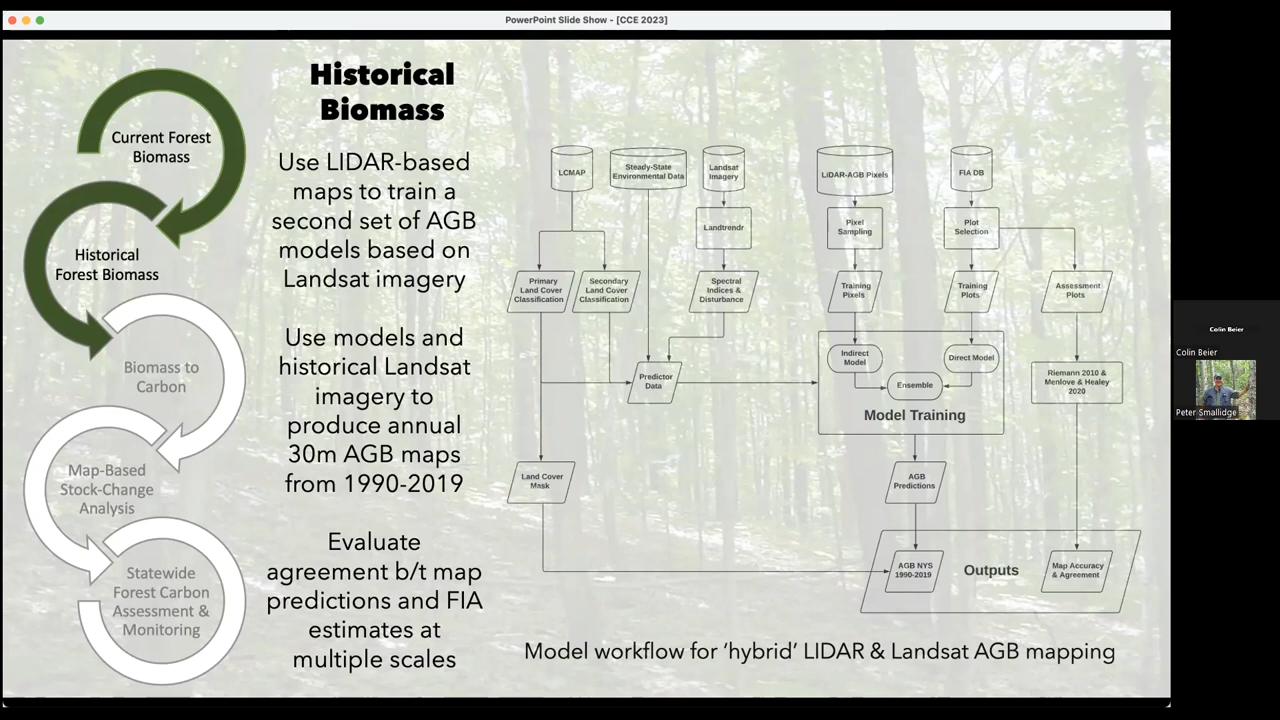 PowerPoint Slide Show - [CCE 2023]
Current Forest
Biomass
Historical
Forest Biomass
Biomass to
Carbon
Map-Based
Stock-Change
Analysis
Statewide
Forest Carbon
Assessment &
Monitoring
Historical
Biomass
Use LIDAR-based
maps to train a
second set of AGB
models based on
Landsat imagery
Use models and
historical Landsat
imagery to
produce annual
30m AGB maps
from 1990-2019
Evaluate
agreement b/t map
predictions and FIA
estimates at
multiple scales
LCMAP
Steady-State
Environmental Data
Landsat
Imagery
LiDAR-AGB Pixels
FIA DB
Landtrendr
Pixel
Sampling
Plot
Selection
Primary
Land Cover
Classification
Secondary
Land Cover
Classification
Spectral
Indices &
Disturbance
Training
Pixels
Training
Plots
Assessment
Plots
Predictor
Data
Indirect
Model
Direct Model
Ensemble
Model Training
Riemann 2010 &
Menlove & Healey
2020
Land Cover
Mask
AGB
Predictions
AGB NYS
1990-2019
Outputs
Map Accuracy
& Agreement
Model workflow for ‘hybrid’ LIDAR & Landsat AGB mapping
Colin Beier
Colin Beier
Peter Smallidge